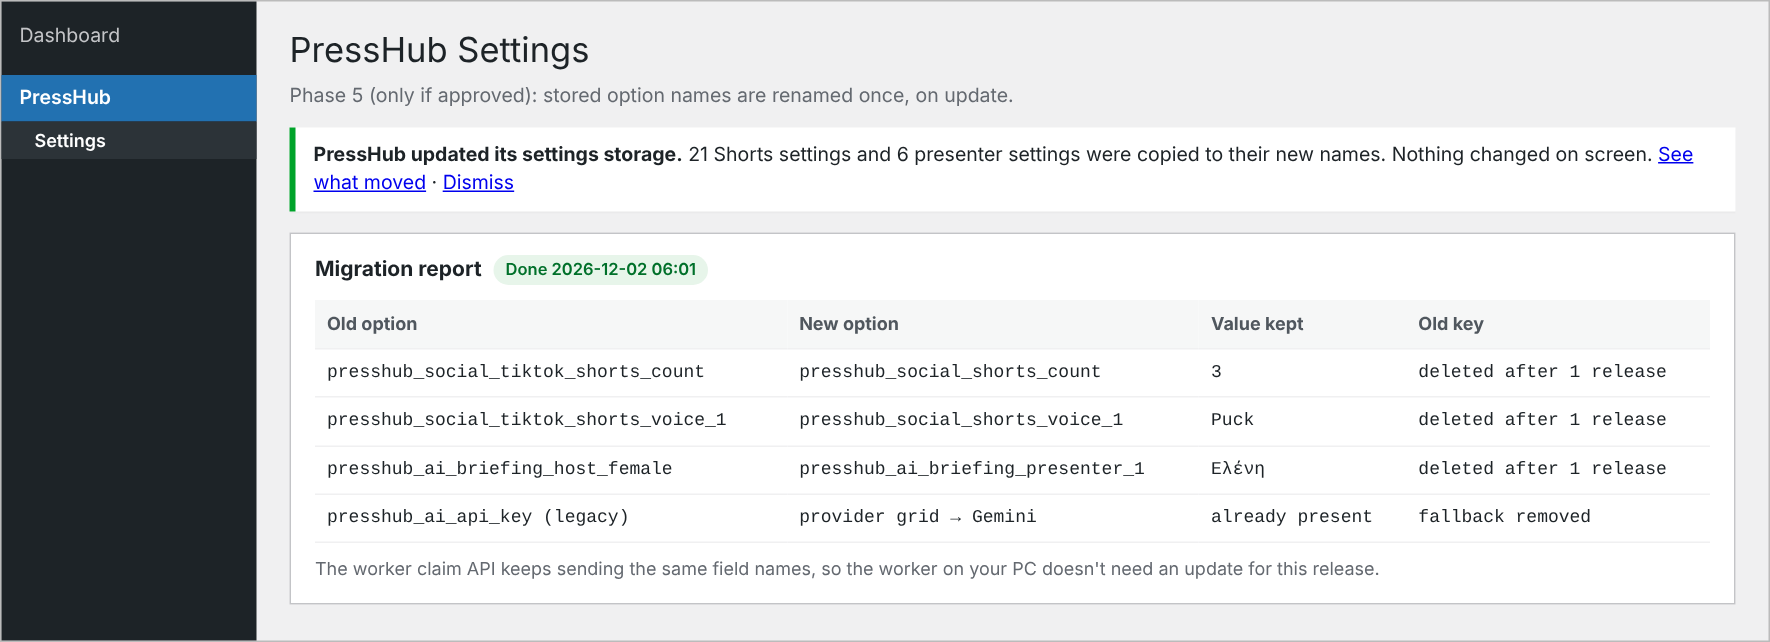 Dashboard
PressHub
Settings
PressHub Settings
Phase 5 (only if approved): stored option names are renamed once, on update.
PressHub updated its settings storage. 21 Shorts settings and 6 presenter settings were copied to their new names. Nothing changed on screen. See
what moved · Dismiss
Migration report Done 2026-12-02 06:01
Old option New option Value kept Old key
presshub_social_tiktok_shorts_count presshub_social_shorts_count 3 deleted after 1 release
presshub_social_tiktok_shorts_voice_1 presshub_social_shorts_voice_1 Puck deleted after 1 release
presshub_ai_briefing_host_female presshub_ai_briefing_presenter_1 Ελένη deleted after 1 release
presshub_ai_api_key (legacy) provider grid → Gemini already present fallback removed
The worker claim API keeps sending the same field names, so the worker on your PC doesn't need an update for this release.